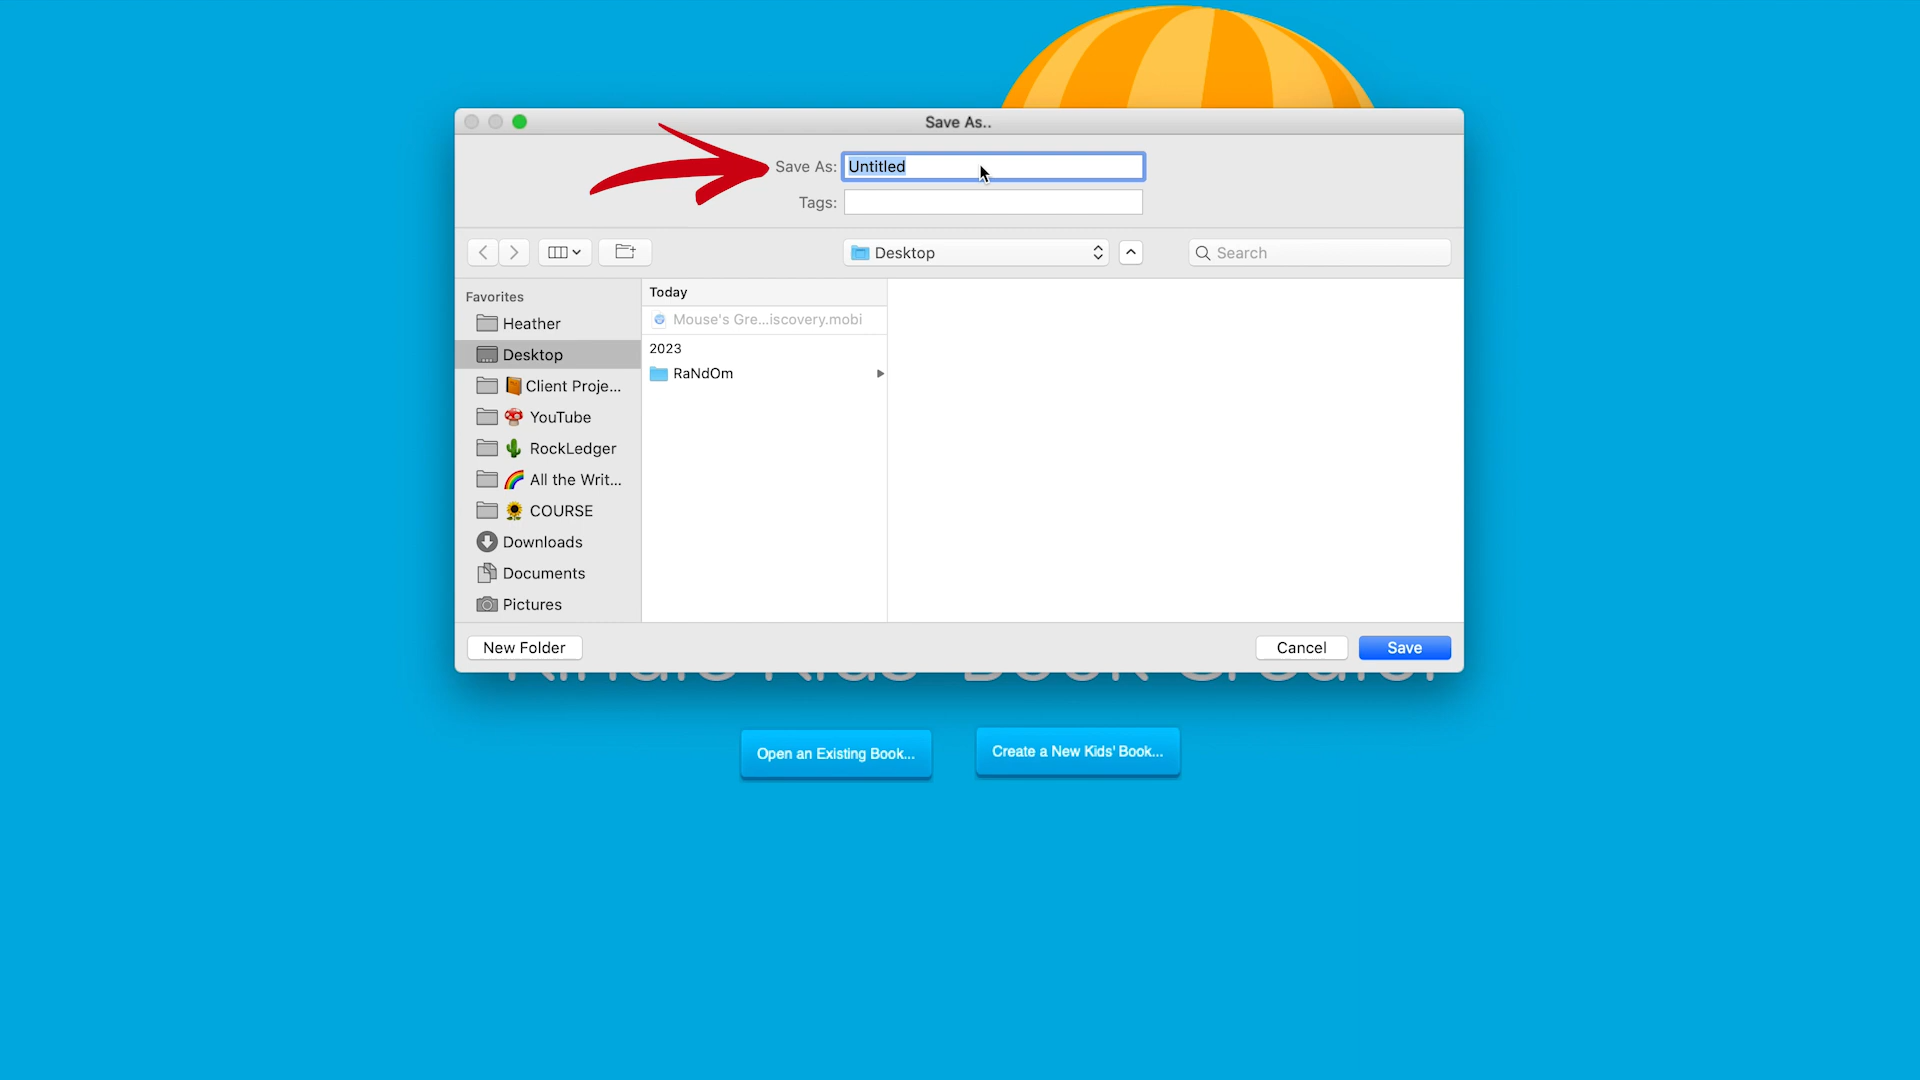 Save As..
Save As: Untitled
Tags:
Desktop
Search
Favorites
Heather
Desktop
Client Proje...
YouTube
RockLedger
All the Writ...
COURSE
Downloads
Documents
Pictures
Today
Mouse's Gre...iscovery.mobi
2023
RaNdOm
New Folder
Cancel
Save
Open an Existing Book...
Create a New Kids' Book...